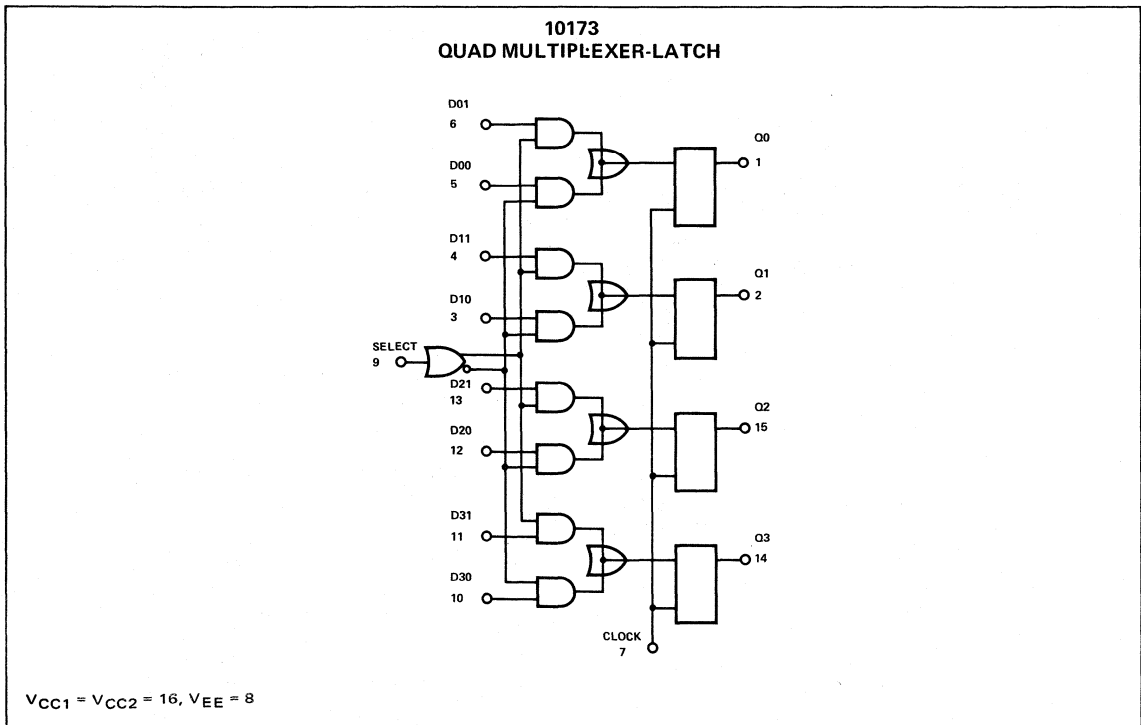 10173
QUAD MULTIPLEXER-LATCH
D01
6
Q0
1
D00
5
D11
4
Q1
2
D10
3
SELECT
9
D21
13
Q2
15
D20
12
D31
11
Q3
14
D30
10
CLOCK
7
VCC1 = VCC2 = 16, VEE = 8